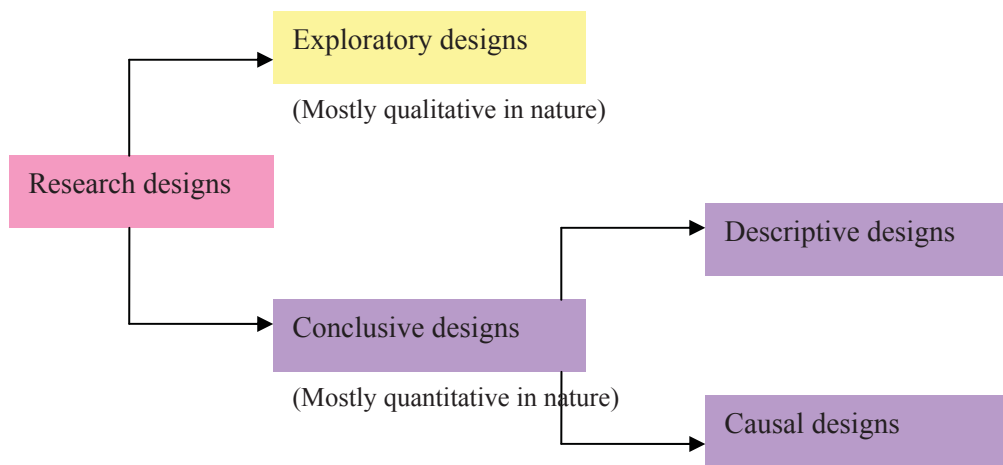 Exploratory designs
(Mostly qualitative in nature)
Research designs
Descriptive designs
Conclusive designs
(Mostly quantitative in nature)
Causal designs